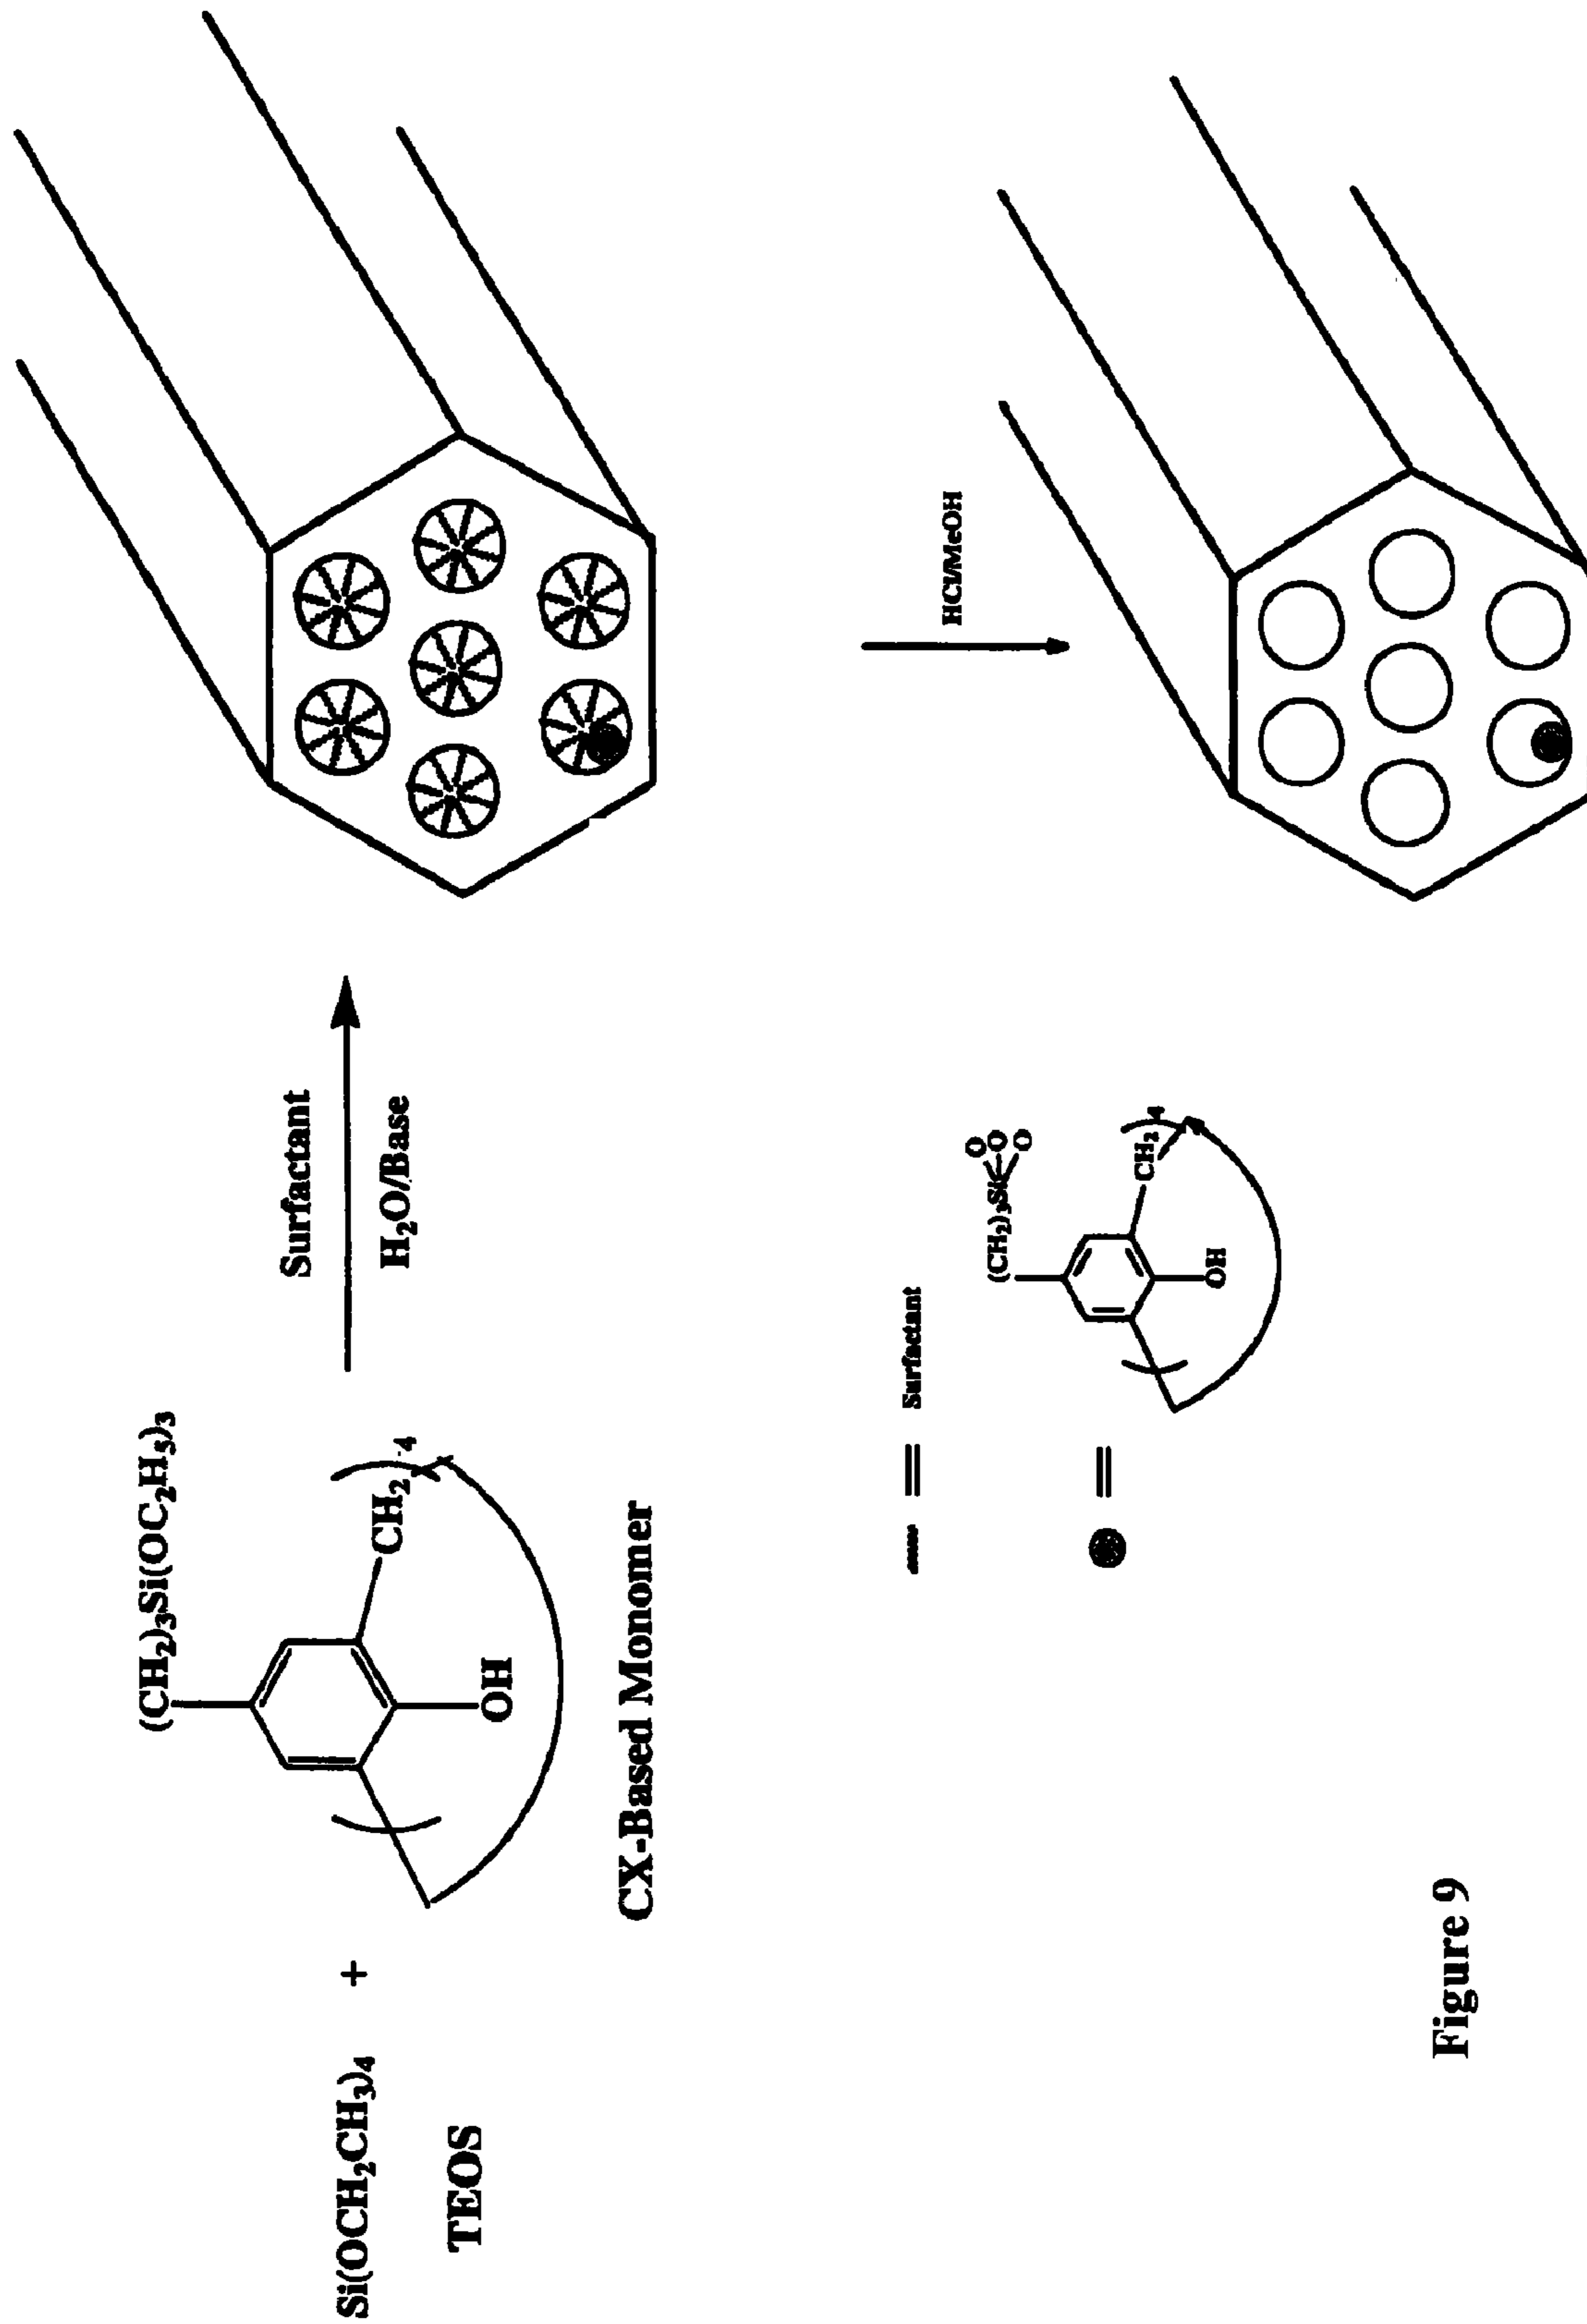 Si(OCH₂CH₃)₄ +
TEOS
(CH₂)₃Si(OC₂H₅)₃
CH₂
4
OH
CX-Based Monomer
Surfactant
H₂O/Base
HCl/MeOH
= Surfactant
=
(CH₂)₃Si
O
O
O
CH₂
4
OH
Figure 9